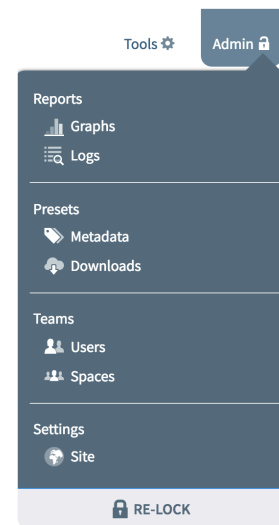 Tools Admin
Reports
Graphs
Logs
Presets
Metadata
Downloads
Teams
Users
Spaces
Settings
Site
RE-LOCK